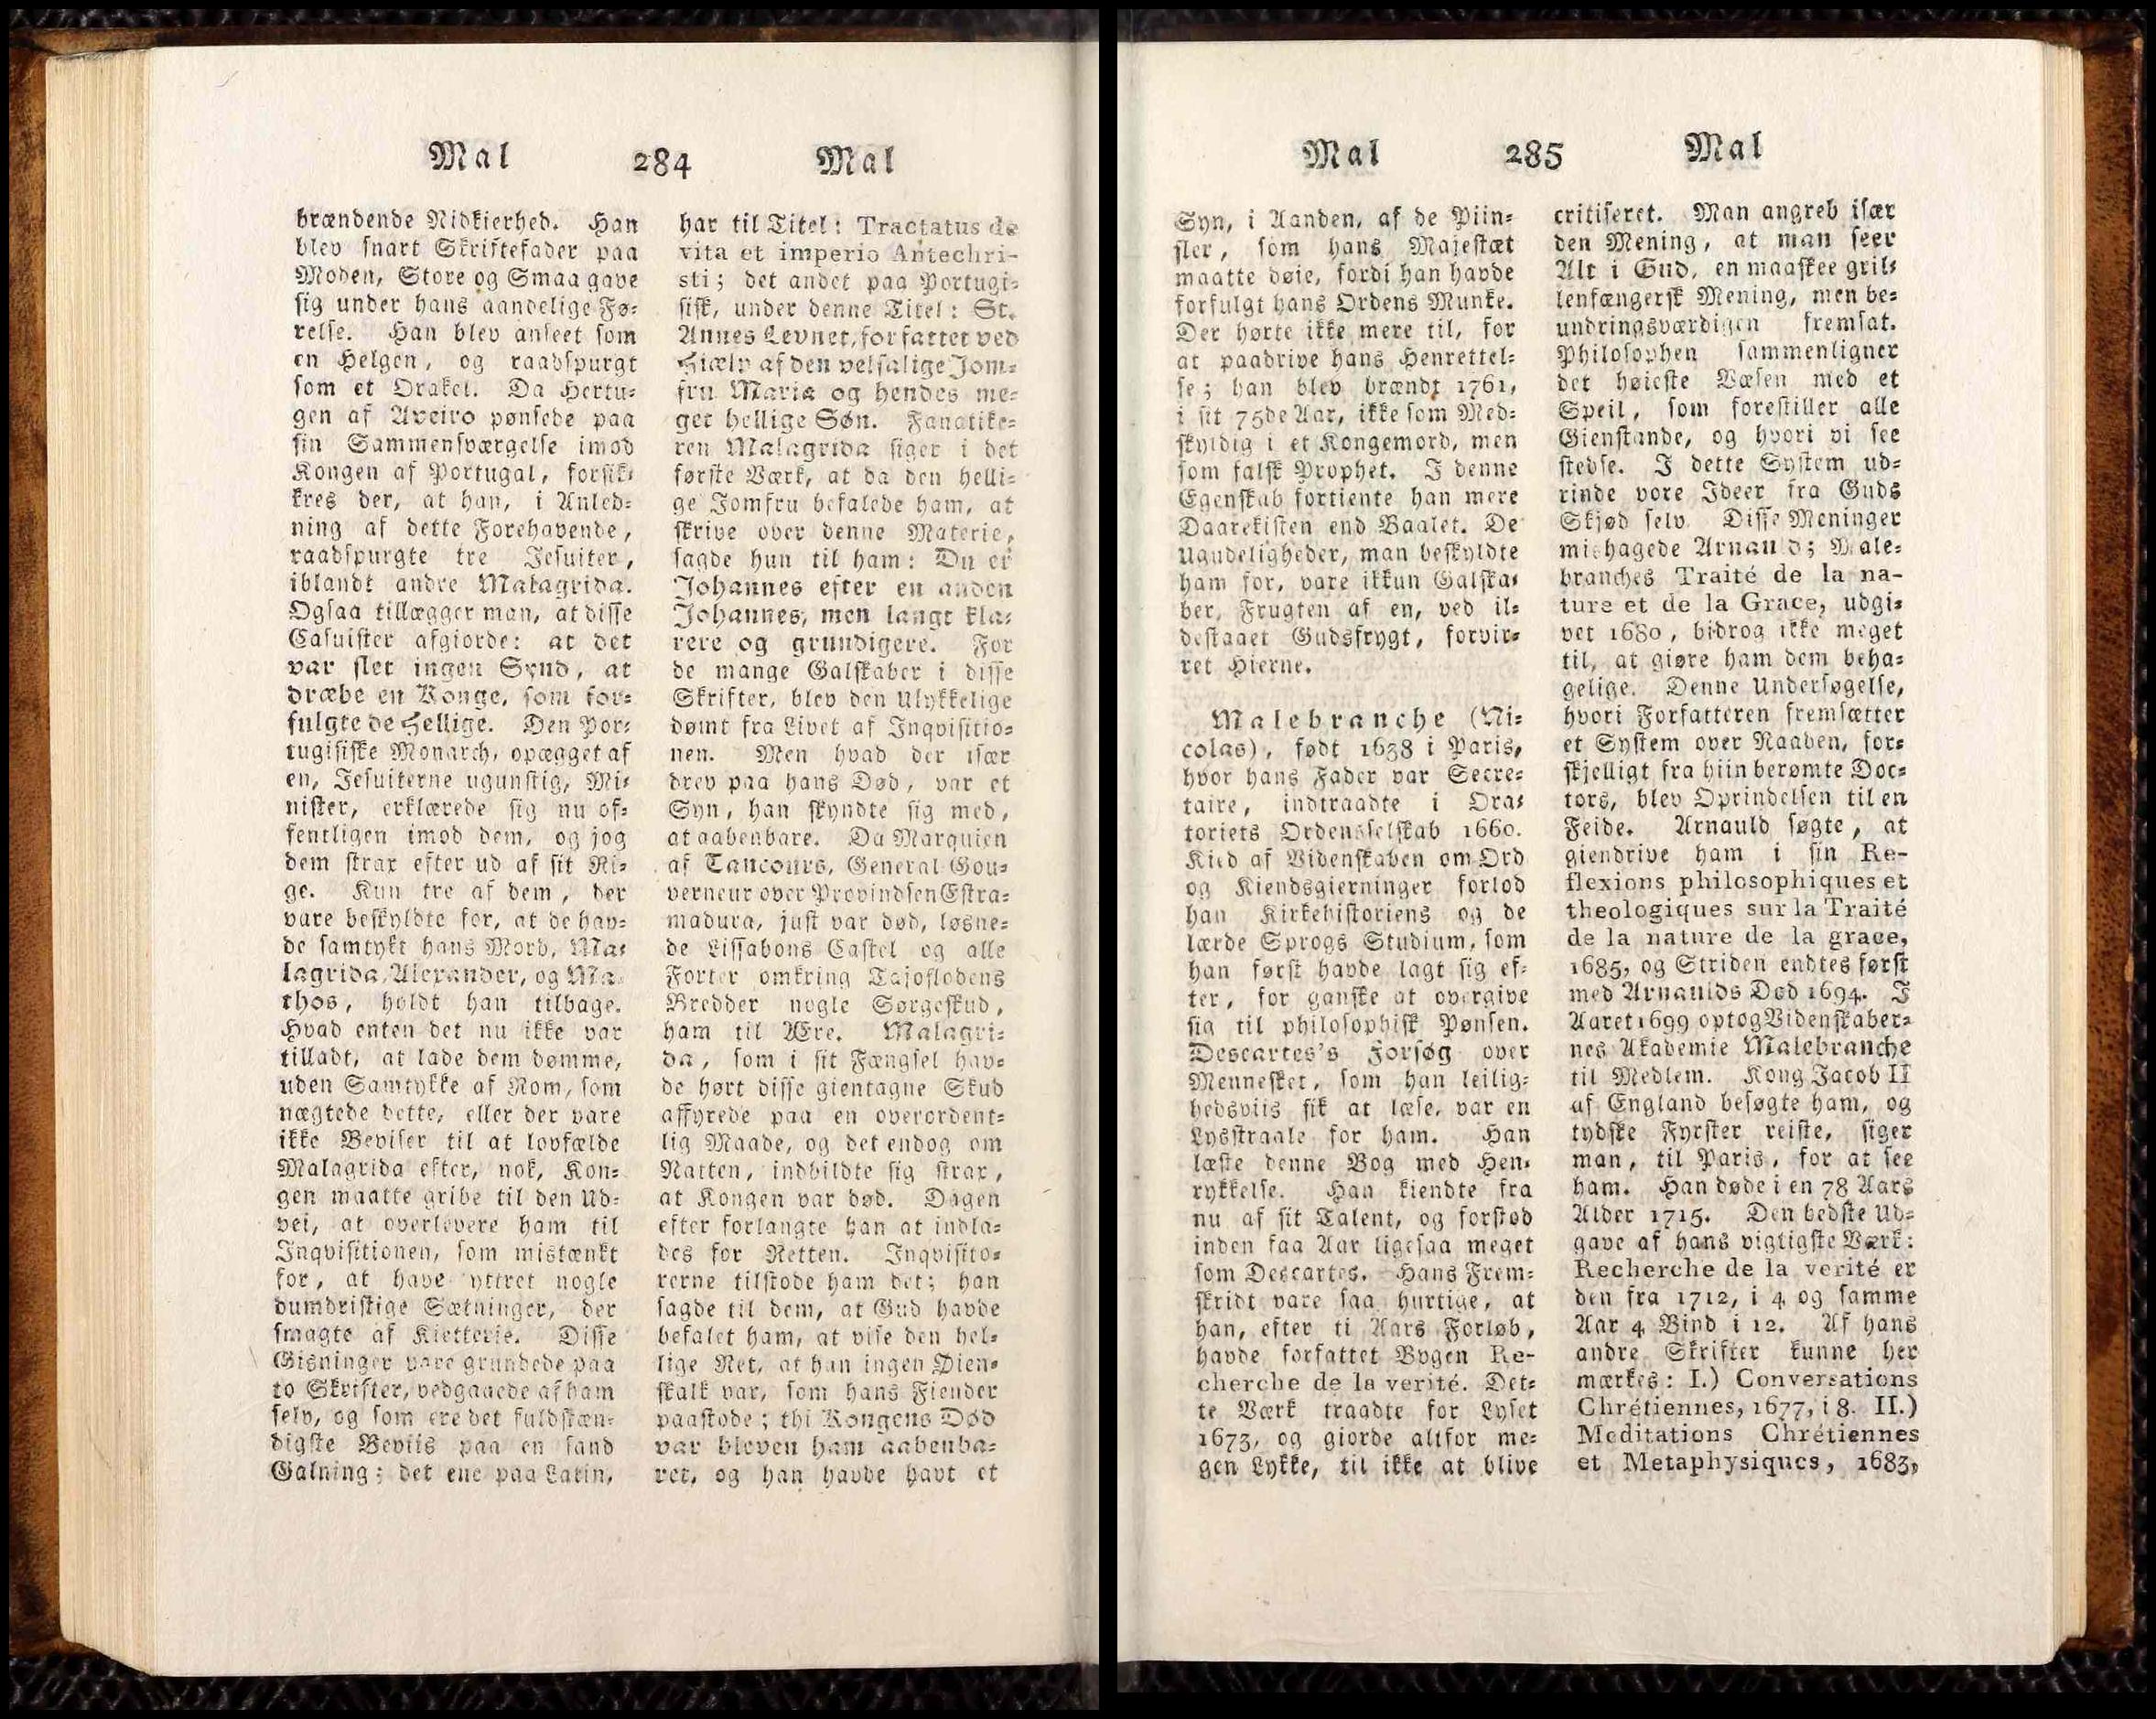 Mal 284 Mal
brændende Nidkierhed. Han
blev snart Skriftefader paa
Moden, Store og Smaa gave
sig under hans aandelige Fø-
relse. Han blev anseet som
en Helgen, og raadspurgt
som et Orakel. Da Hertu-
gen af Aveiro pønsede paa
sin Sammensværgelse imod
Kongen af Portugal, forsik-
kres der, at han, i Anled-
ning af dette Forehavende,
raadspurgte tre Jesuiter,
iblandt andre Malagrida.
Ogsaa tillægger man, at disse
Casuister afgiorde: at det
var slet ingen Synd, at
dræbe en Konge, som for-
fulgte de Hellige. Den Por-
tugisiske Monarch, opægget af
en, Jesuiterne ugunstig, Mi-
nister, erklærede sig nu of-
fentligen imod dem, og jog
dem strax efter ud af sit Ri-
ge. Kun tre af dem, der
vare beskyldte for, at de hav-
de samtykt hans Mord, Ma-
lagrida, Alexander, og Ma-
thos, holdt han tilbage.
Hvad enten det nu ikke var
tilladt, at lade dem dømme,
uden Samtykke af Rom, som
nægtede dette, eller der vare
ikke Beviser til at lovfælde
Malagrida efter, nok, Kon-
gen maatte gribe til den Ud-
vei, at overlevere ham til
Inqvisitionen, som mistænkt
for, at have yttret nogle
dumdristige Sætninger, der
smagte af Kietterie. Disse
Gisninger vare grundede paa
to Skrifter, vedgaaede af ham
selv, og som ere det fuldstæn-
digste Beviis paa en sand
Galning; det ene paa Latin,
har til Titel: Tractatus de
vita et imperio Antechri-
sti; det andet paa Portugi-
sisk, under denne Titel: St.
Annes Levnet, forfattet ved
Hiælp af den velsalige Jom-
fru Maria og hendes me-
get hellige Søn. Fanatike-
ren Malagrida siger i det
første Værk, at da den helli-
ge Jomfru befalede ham, at
skrive over denne Materie,
sagde hun til ham: Du er
Johannes efter en anden
Johannes, men langt kla-
rere og grundigere. For
de mange Galskaber i disse
Skrifter, blev den Ulykkelige
dømt fra Livet af Inqvisitio-
nen. Men hvad der især
drev paa hans Død, var et
Syn, han skyndte sig med,
at aabenbare. Da Marquien
af Tancours, General Gou-
verneur over Provindsen Estra-
madura, just var død, løsne-
de Lissabons Castel og alle
Forter omkring Tajoflodens
Bredder nogle Sørgeskud,
ham til Ære. Malagri-
da, som i sit Fængsel hav-
de hørt disse gientagne Skud
affyrede paa en overordent-
lig Maade, og det endog om
Natten, indbildte sig strax,
at Kongen var død. Dagen
efter forlangte han at indla-
des for Retten. Inqvisito-
rerne tilstode ham det; han
sagde til dem, at Gud havde
befalet ham, at vise den hel-
lige Ret, at han ingen Øien-
skalk var, som hans Fiender
paastode; thi Kongens Død
var bleven ham aabenba-
ret, og han havde havt et
Mal 285 Mal
Syn, i Aanden, af de Piin-
sler, som hans Majestæt
maatte døie, fordi han havde
forfulgt hans Ordens Munke.
Der hørte ikke mere til, for
at paadrive hans Henrettel-
se; han blev brændt 1761,
i sit 75de Aar, ikke som Med-
skyldig i et Kongemord, men
som falsk Prophet. I denne
Egenskab fortiente han mere
Daarekisten end Baalet. De
Ugudeligheder, man beskyldte
ham for, vare ikkun Galska-
ber, Frugten af en, ved il-
destaaet Gudsfrygt, forvir-
ret Hierne.
Malebranche (Ni-
colas), født 1638 i Paris,
hvor hans Fader var Secre-
taire, indtraadte i Ora-
toriets Ordensselskab 1660.
Kied af Videnskaben om Ord
og Kiendsgierninger forlod
han Kirkehistoriens og de
lærde Sprogs Studium, som
han først havde lagt sig ef-
ter, for ganske at overgive
sig til philosophisk Pønsen.
Descartes's Forsøg over
Mennesket, som han leilig-
hedsviis fik at læse, var en
Lysstraale for ham. Han
læste denne Bog med Hen-
rykkelse. Han kiendte fra
nu af sit Talent, og forstod
inden faa Aar ligesaa meget
som Descartes. Hans Frem-
skridt vare saa hurtige, at
han, efter ti Aars Forløb,
havde forfattet Bogen Re-
cherche de la verité. Det-
te Værk traadte for Lyset
1673, og giorde altfor me-
gen Lykke, til ikke at blive
critiseret. Man angreb især
den Mening, at man seer
Alt i Gud, en maaskee gril-
lenfængersk Mening, men be-
undringsværdigen fremsat.
Philosophen sammenligner
det høieste Væsen med et
Speil, som forestiller alle
Gienstande, og hvori vi see
stedse. I dette System ud-
rinde vore Ideer fra Guds
Skjød selv. Disse Meninger
mishagede Arnauld; Male-
branches Traité de la na-
ture et de la Grace, udgi-
vet 1680, bidrog ikke meget
til, at giøre ham dem beha-
gelige. Denne Undersøgelse,
hvori Forfatteren fremsætter
et System over Naaden, for-
skjelligt fra hiin berømte Doc-
tors, blev Oprindelsen til en
Feide. Arnauld søgte, at
giendrive ham i sin Re-
flexions philosophiques et
theologiques sur la Traité
de la nature de la grace,
1685, og Striden endtes først
med Arnaulds Død 1694. I
Aaret 1699 optog Videnskaber-
nes Akademie Malebranche
til Medlem. Kong Jacob II
af England besøgte ham, og
tydske Fyrster reiste, siger
man, til Paris, for at see
ham. Han døde i en 78 Aars
Alder 1715. Den bedste Ud-
gave af hans vigtigste Værk:
Recherche de la verité er
den fra 1712, i 4 og samme
Aar 4 Bind i 12. Af hans
andre Skrifter kunne her
mærkes: I.) Conversations
Chrétiennes, 1677, i 8. II.)
Meditations Chrétiennes
et Metaphysiques, 1683,